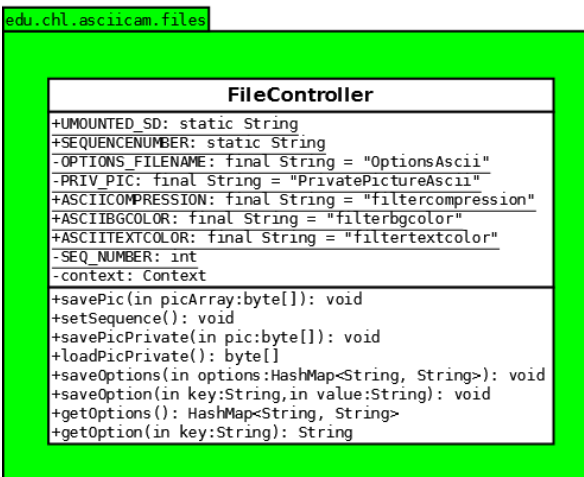 edu.chl.asciicam.files
FileController
+UMOUNTED_SD: static String
+SEQUENCENUMBER: static String
-OPTIONS_FILENAME: final String = "OptionsAscii"
-PRIV_PIC: final String = "PrivatePictureAscii"
+ASCIICOMPRESSION: final String = "filtercompression"
+ASCIIBGCOLOR: final String = "filterbgcolor"
+ASCIITEXTCOLOR: final String = "filtertextcolor"
-SEQ_NUMBER: int
-context: Context
+savePic(in picArray:byte[]): void
+setSequence(): void
+savePicPrivate(in pic:byte[]): void
+loadPicPrivate(): byte[]
+saveOptions(in options:HashMap<String, String>): void
+saveOption(in key:String,in value:String): void
+getOptions(): HashMap<String, String>
+getOption(in key:String): String